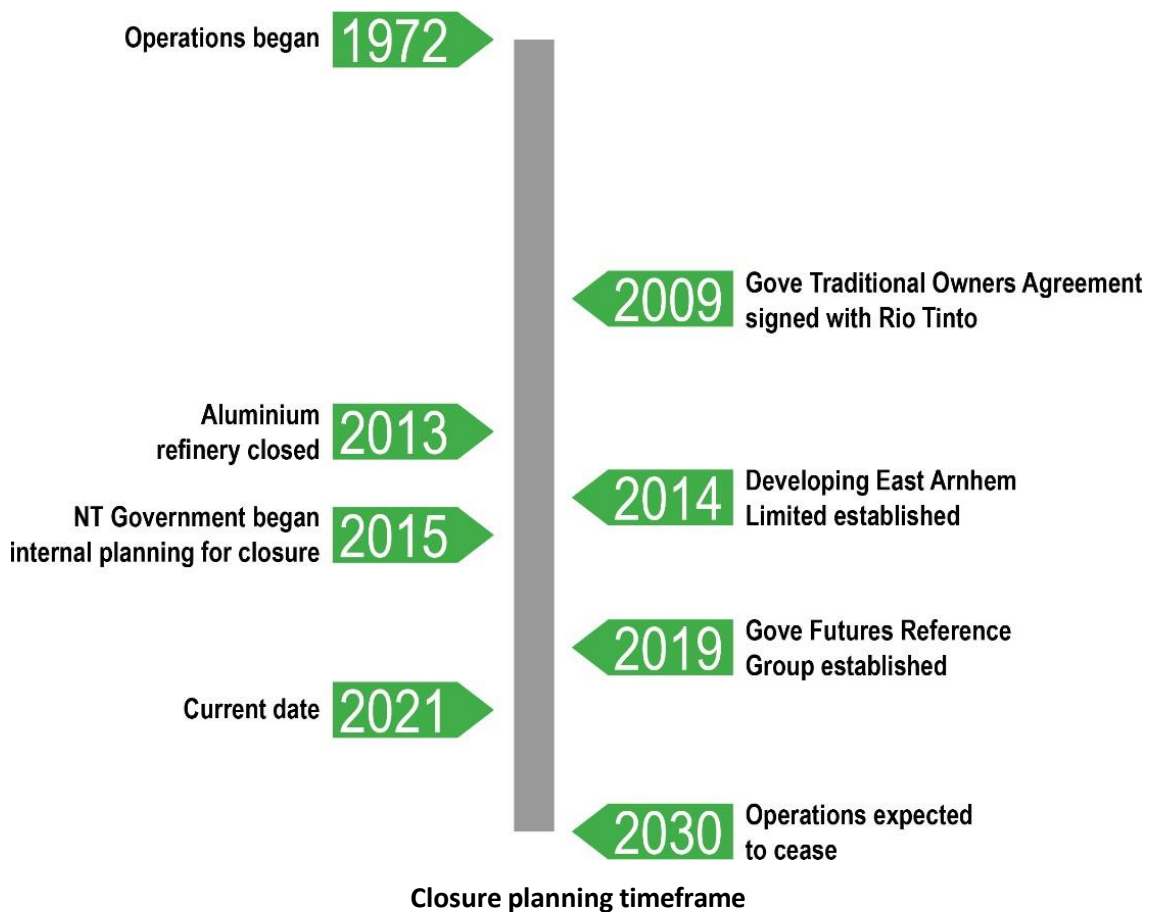 Operations began
1972
2009
Gove Traditional Owners Agreement
signed with Rio Tinto
Aluminium
refinery closed
2013
2014
Developing East Arnhem
Limited established
NT Government began
internal planning for closure
2015
2019
Gove Futures Reference
Group established
Current date
2021
2030
Operations expected
to cease
Closure planning timeframe